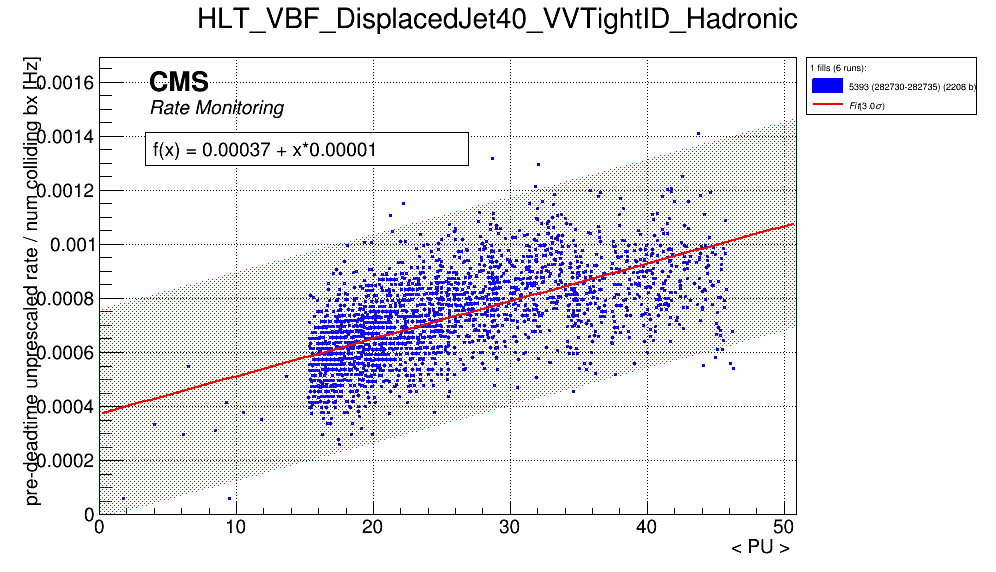 HLT_VBF_DisplacedJet40_VVTightID_Hadronic
pre-deadtime unprescaled rate / num colliding bx [Hz]
CMS
Rate Monitoring
f(x) = 0.00037 + x*0.00001
0.0016
0.0014
0.0012
0.001
0.0008
0.0006
0.0004
0.0002
0
0 10 20 30 40 50
< PU >
1 fills (6 runs):
5393 (282730-282735) (2208 b)
Fit(3.0σ)